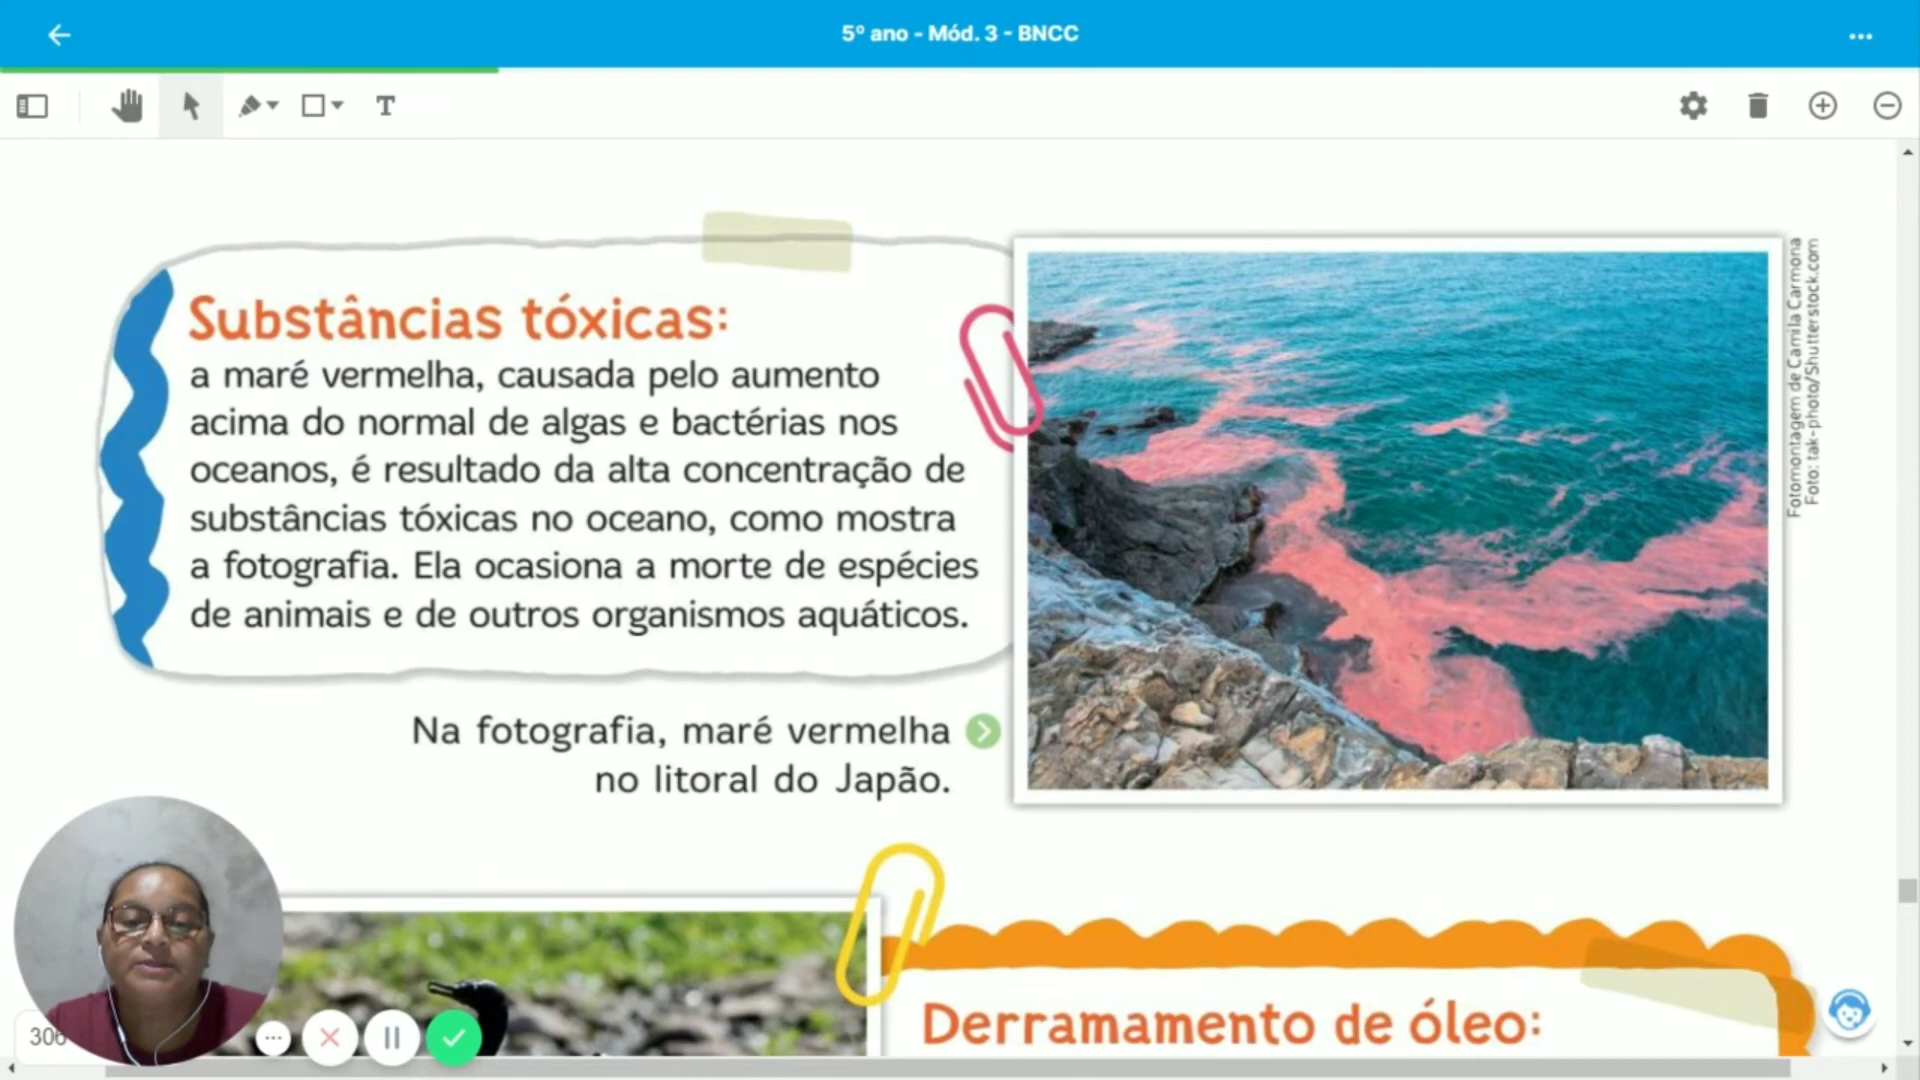 5º ano - Mód. 3 - BNCC
T
Substâncias tóxicas:
a maré vermelha, causada pelo aumento
acima do normal de algas e bactérias nos
oceanos, é resultado da alta concentração de
substâncias tóxicas no oceano, como mostra
a fotografia. Ela ocasiona a morte de espécies
de animais e de outros organismos aquáticos.
Fotomontagem de Camila Carmona
Foto: tak-photo/Shutterstock.com
Na fotografia, maré vermelha
no litoral do Japão.
Derramamento de óleo:
306